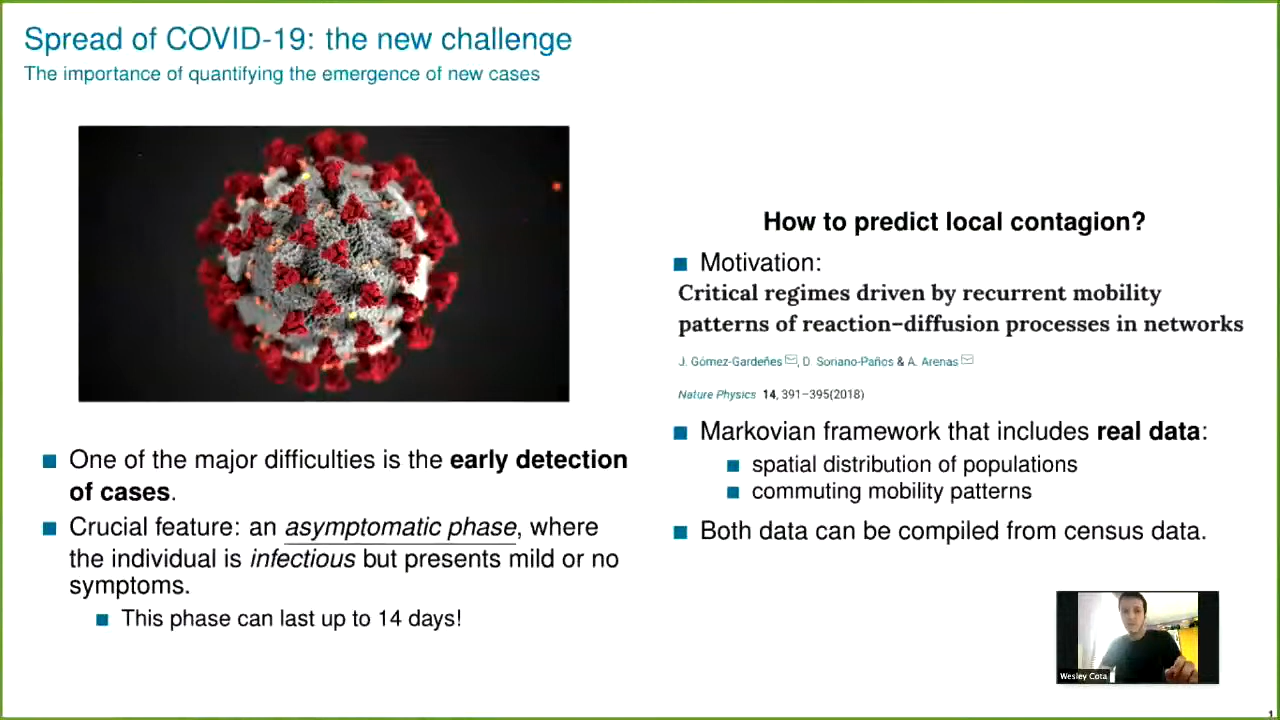 Spread of COVID-19: the new challenge
The importance of quantifying the emergence of new cases
One of the major difficulties is the early detection
of cases.
Crucial feature: an asymptomatic phase, where
the individual is infectious but presents mild or no
symptoms.
This phase can last up to 14 days!
How to predict local contagion?
Motivation:
Critical regimes driven by recurrent mobility
patterns of reaction–diffusion processes in networks
J. Gómez-Gardeñes, D. Soriano-Paños & A. Arenas
Nature Physics 14, 391–395(2018)
Markovian framework that includes real data:
spatial distribution of populations
commuting mobility patterns
Both data can be compiled from census data.
Wesley Cota
1